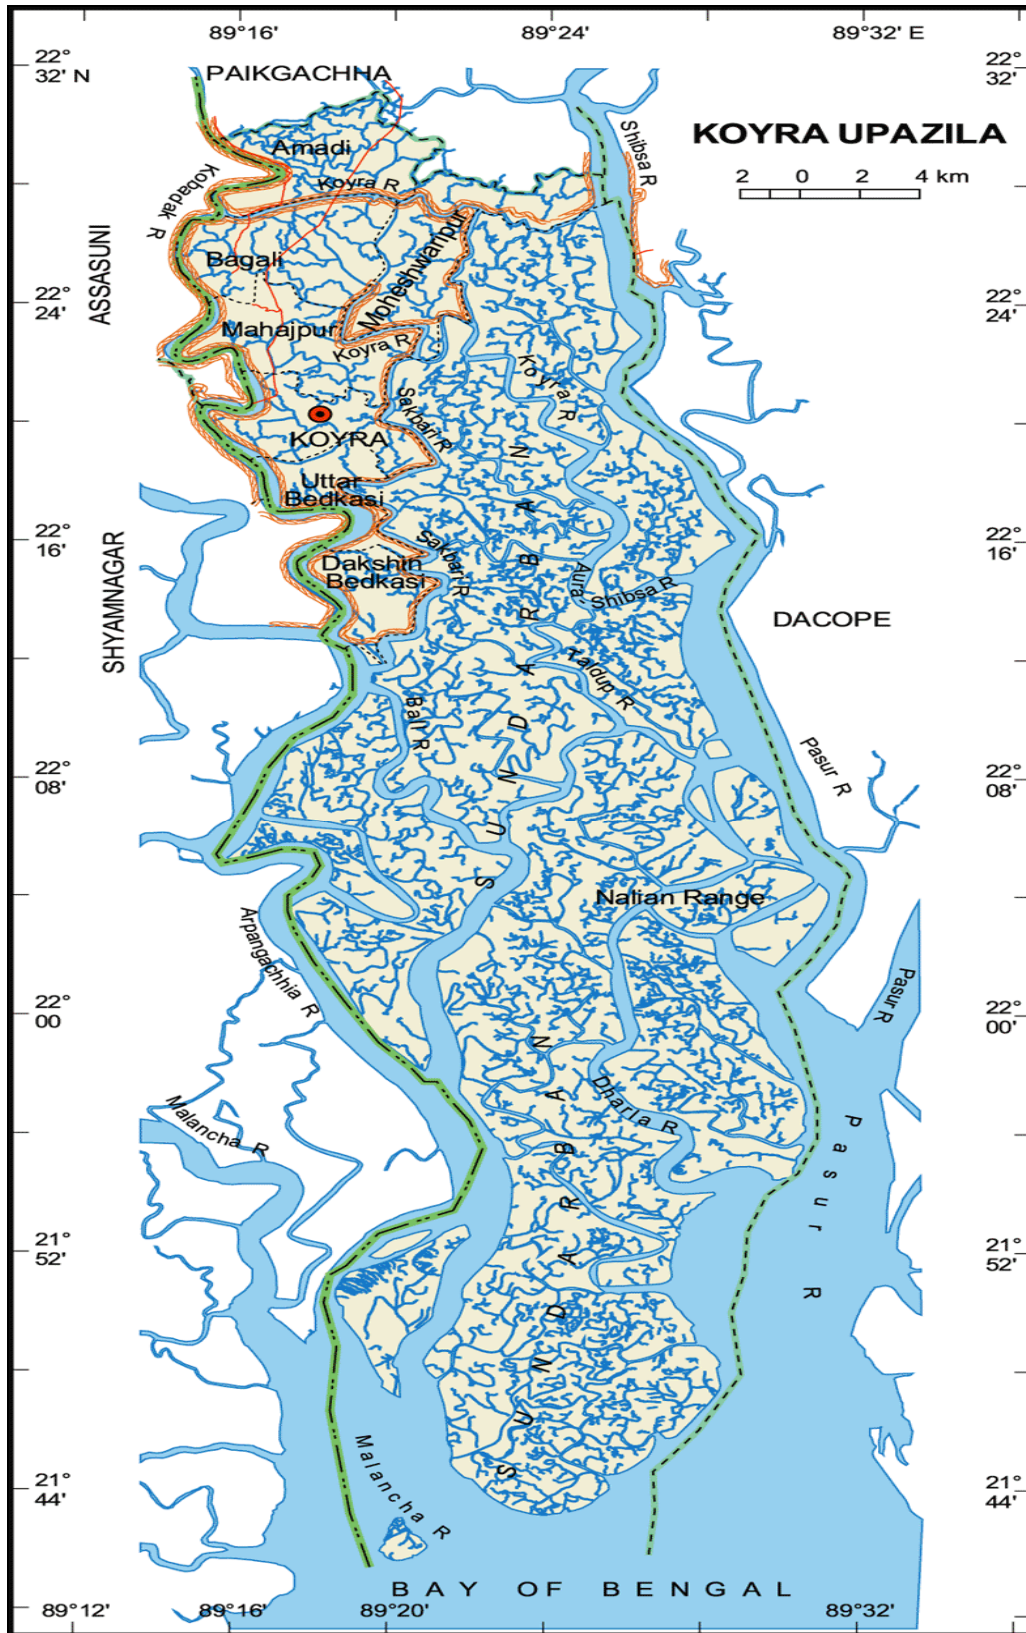 89°16'
89°24'
89°32' E
22°
32' N
PAIKGACHHA
22°
32'
KOYRA UPAZILA
Shibsa R
Amadi
Koyra R
Kobadak R
2 0 2 4 km
ASSASUNI
Bagali
Moheshwaripur
22°
24'
22°
24'
Mahajpur
Koyra R
Koyra R
Sakbari R
KOYRA
Uttar
Bedkasi
22°
16'
22°
16'
SHYAMNAGAR
Dakshin
Bedkasi
Sakbari R
Aura
Shibsa R
DACOPE
SUNDARBAN
Taldup R
Ball R
Pasur R
22°
08'
22°
08'
Nalian Range
Arpangachhia R
Pasur R
22°
00'
22°
00'
Dharla R
Malancha R
Pasur R
SUNDARBAN
21°
52'
21°
52'
Malancha R
21°
44'
21°
44'
BAY OF BENGAL
89°12'
89°16'
89°20'
89°32'